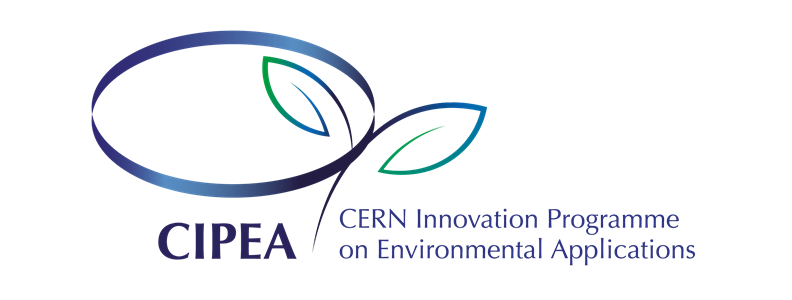 CIPEA
CERN Innovation Programme
on Environmental Applications